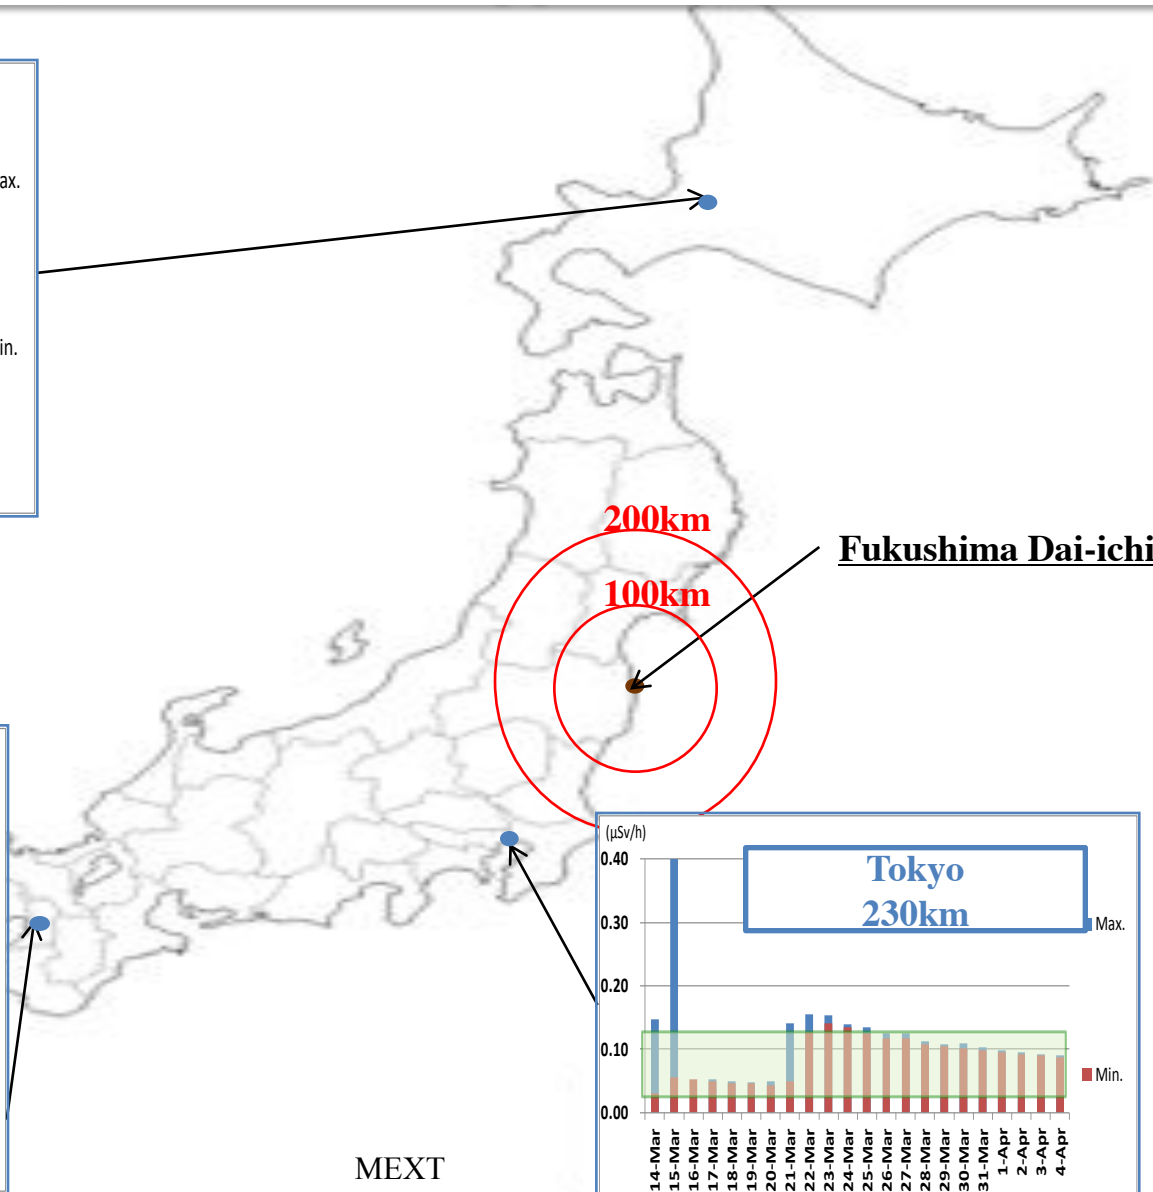 ax.
in.
200km
100km
Fukushima Dai-ichi
(µSv/h)
0.40
0.30
0.20
0.10
0.00
Tokyo
230km
Max.
Min.
14-Mar
15-Mar
16-Mar
17-Mar
18-Mar
19-Mar
20-Mar
21-Mar
22-Mar
23-Mar
24-Mar
25-Mar
26-Mar
27-Mar
28-Mar
29-Mar
30-Mar
31-Mar
1-Apr
2-Apr
3-Apr
4-Apr
MEXT